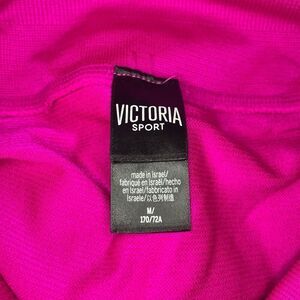 VICTORIA
SPORT
made in Israel/
fabriqué en Israël/hecho
en Israel/fabbricato in
Israele/以色列制造
M/
170/72A